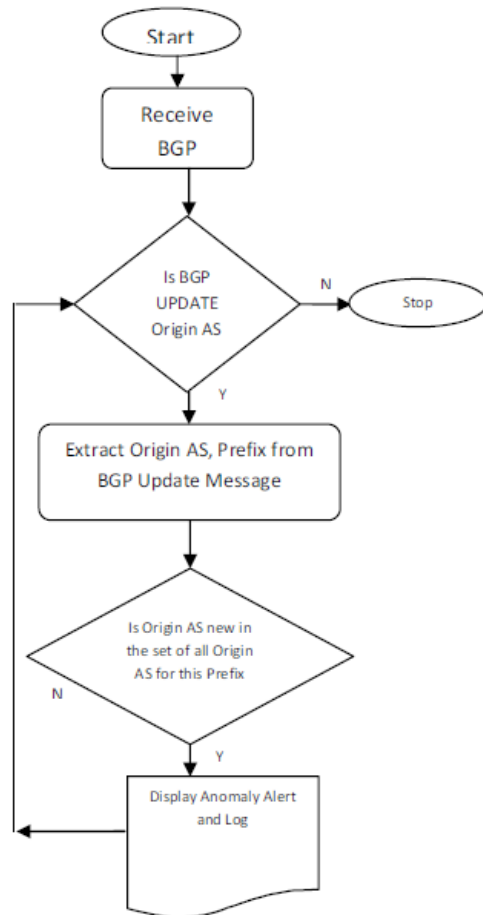 Start
Receive
BGP
Is BGP
UPDATE
Origin AS
N
Stop
Y
Extract Origin AS, Prefix from
BGP Update Message
Is Origin AS new in
the set of all Origin
AS for this Prefix
N
Y
Display Anomaly Alert
and Log